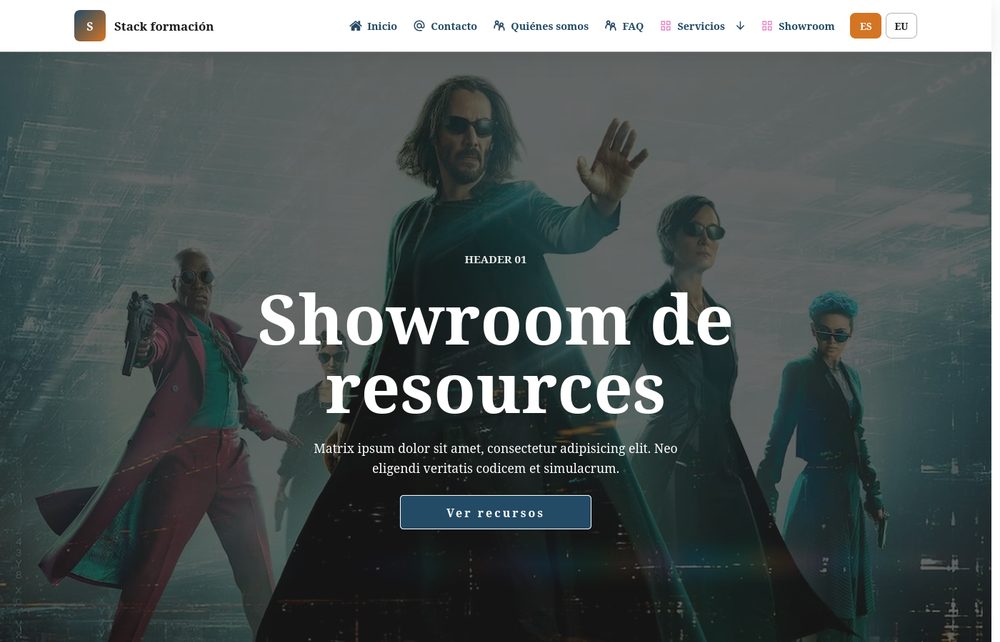 S Stack formación Inicio Contacto Quiénes somos FAQ Servicios Showroom ES EU
HEADER 01
Showroom de
resources
Matrix ipsum dolor sit amet, consectetur adipisicing elit. Neo
eligendi veritatis codicem et simulacrum.
Ver recursos